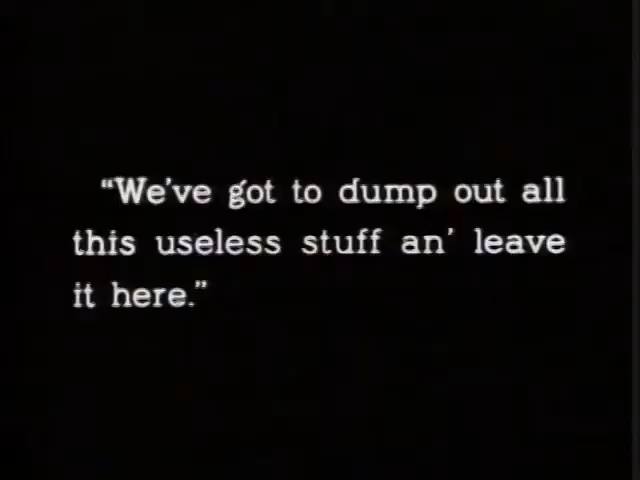 “We’ve got to dump out all
this useless stuff an’ leave
it here.”